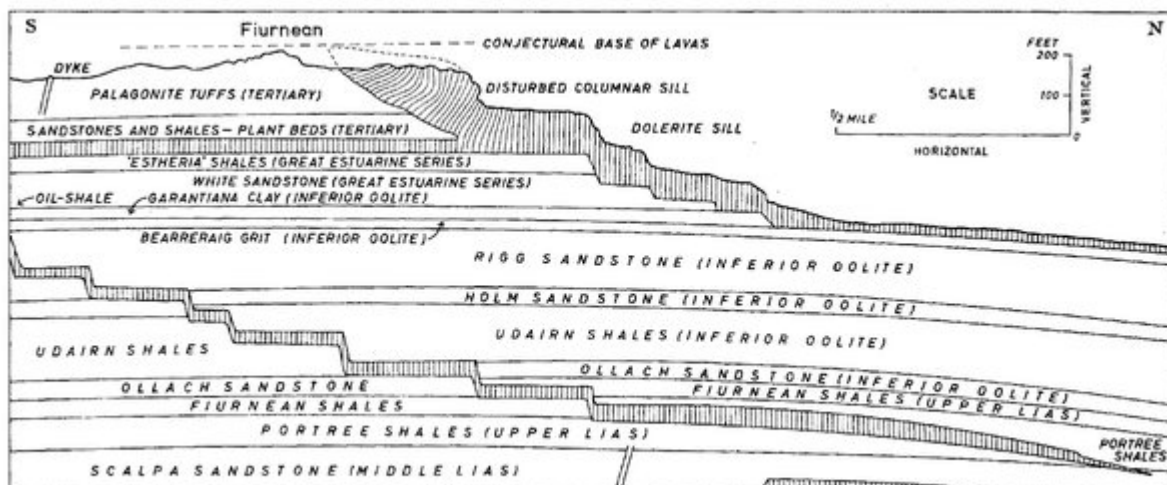 S
N
Fiurnean
CONJECTURAL BASE OF LAVAS
FEET
200
100
0
VERTICAL
SCALE
1/2 MILE
HORIZONTAL
DYKE
PALAGONITE TUFFS (TERTIARY)
DISTURBED COLUMNAR SILL
DOLERITE SILL
SANDSTONES AND SHALES – PLANT BEDS (TERTIARY)
"ESTHERIA" SHALES (GREAT ESTUARINE SERIES)
WHITE SANDSTONE (GREAT ESTUARINE SERIES)
OIL-SHALE
GARANTIANA CLAY (INFERIOR OOLITE)
BEARRERAIG GRIT (INFERIOR OOLITE)
RIGG SANDSTONE (INFERIOR OOLITE)
HOLM SANDSTONE (INFERIOR OOLITE)
UDAIRN SHALES
UDAIRN SHALES (INFERIOR OOLITE)
OLLACH SANDSTONE
OLLACH SANDSTONE (INFERIOR OOLITE)
FIURNEAN SHALES
FIURNEAN SHALES (UPPER LIAS)
PORTREE SHALES (UPPER LIAS)
PORTREE
SHALES
SCALPA SANDSTONE (MIDDLE LIAS)